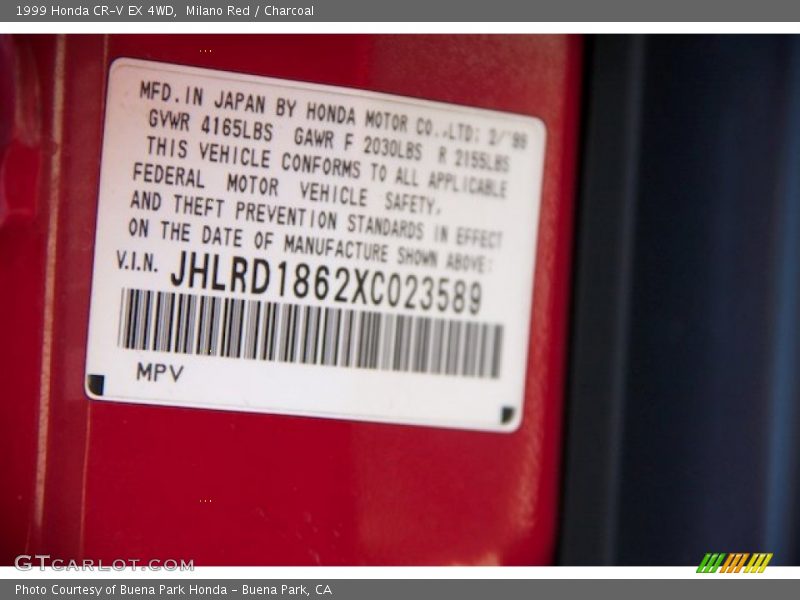 1999 Honda CR-V EX 4WD,  Milano Red / Charcoal
MFD.IN JAPAN BY HONDA MOTOR CO.,LTD: 2/'99
GVWR 4165LBS  GAWR F 2030LBS  R 2155LBS
THIS VEHICLE CONFORMS TO ALL APPLICABLE
FEDERAL MOTOR VEHICLE SAFETY,
AND THEFT PREVENTION STANDARDS IN EFFECT
ON THE DATE OF MANUFACTURE SHOWN ABOVE:
V.I.N. JHLRD1862XC023589
MPV
GTCARLOT.COM
Photo Courtesy of Buena Park Honda - Buena Park, CA